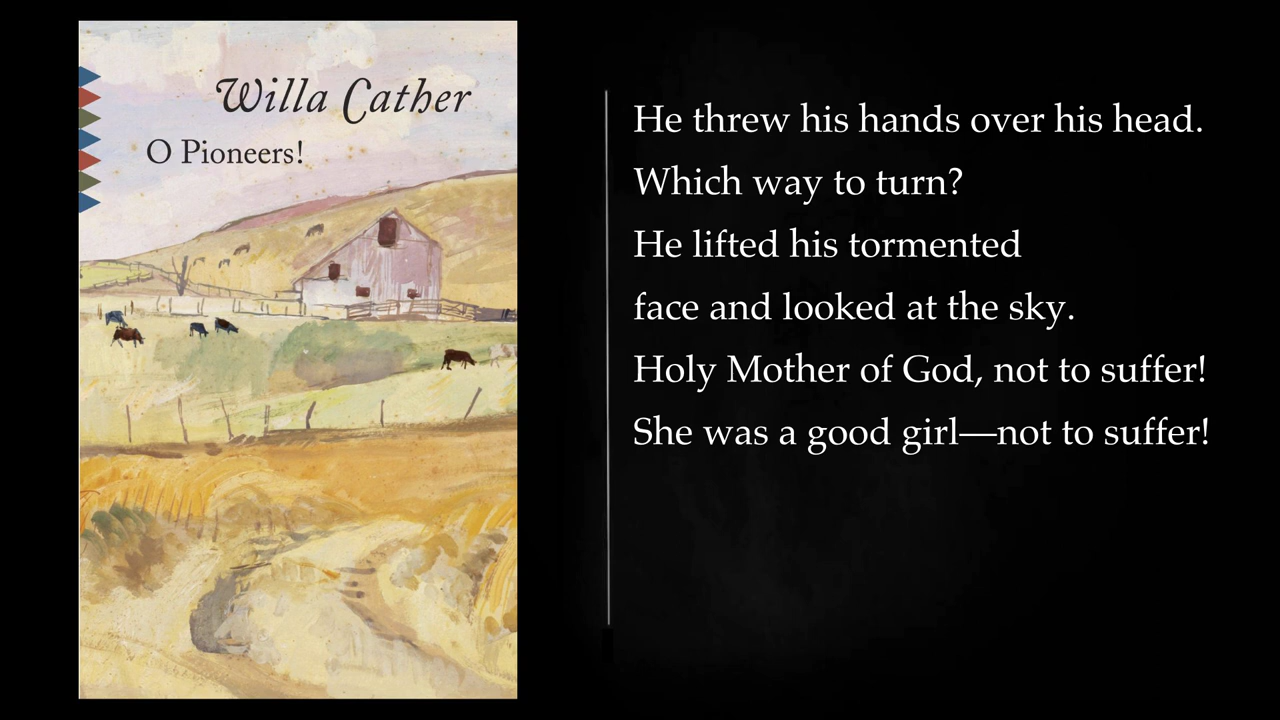 Willa Cather
O Pioneers!
He threw his hands over his head.
Which way to turn?
He lifted his tormented
face and looked at the sky.
Holy Mother of God, not to suffer!
She was a good girl—not to suffer!